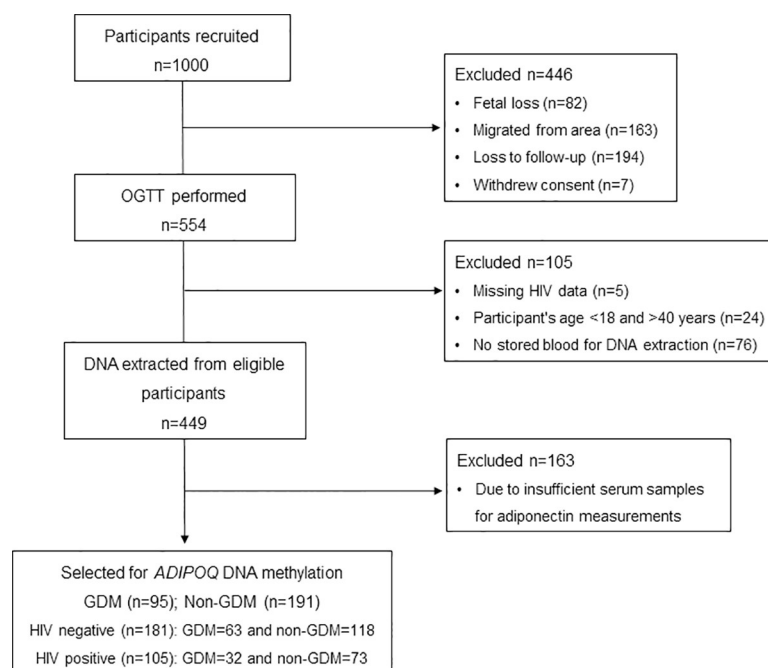 Participants recruited
n=1000
Excluded n=446
• Fetal loss (n=82)
• Migrated from area (n=163)
• Loss to follow-up (n=194)
• Withdrew consent (n=7)
OGTT performed
n=554
Excluded n=105
• Missing HIV data (n=5)
• Participant's age <18 and >40 years (n=24)
• No stored blood for DNA extraction (n=76)
DNA extracted from eligible
participants
n=449
Excluded n=163
• Due to insufficient serum samples
for adiponectin measurements
Selected for ADIPOQ DNA methylation
GDM (n=95); Non-GDM (n=191)
HIV negative (n=181): GDM=63 and non-GDM=118
HIV positive (n=105): GDM=32 and non-GDM=73